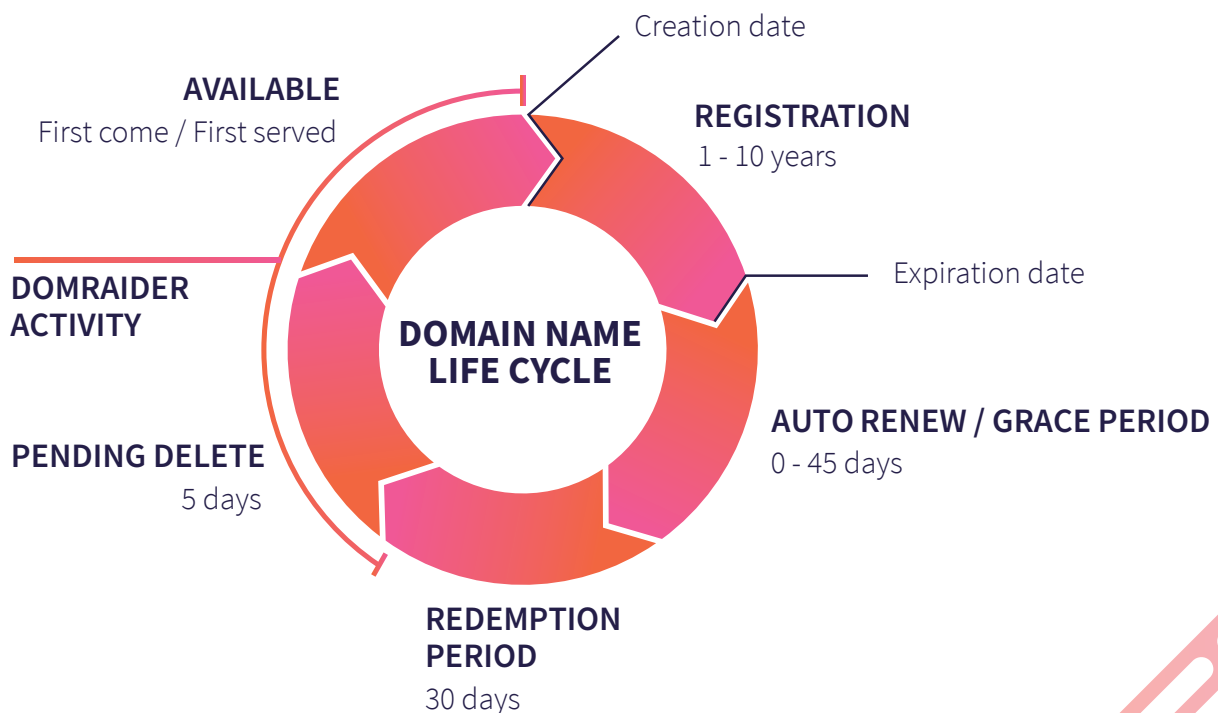 Creation date
AVAILABLE
First come / First served
REGISTRATION
1 - 10 years
Expiration date
DOMRAIDER
ACTIVITY
DOMAIN NAME
LIFE CYCLE
AUTO RENEW / GRACE PERIOD
0 - 45 days
PENDING DELETE
5 days
REDEMPTION
PERIOD
30 days